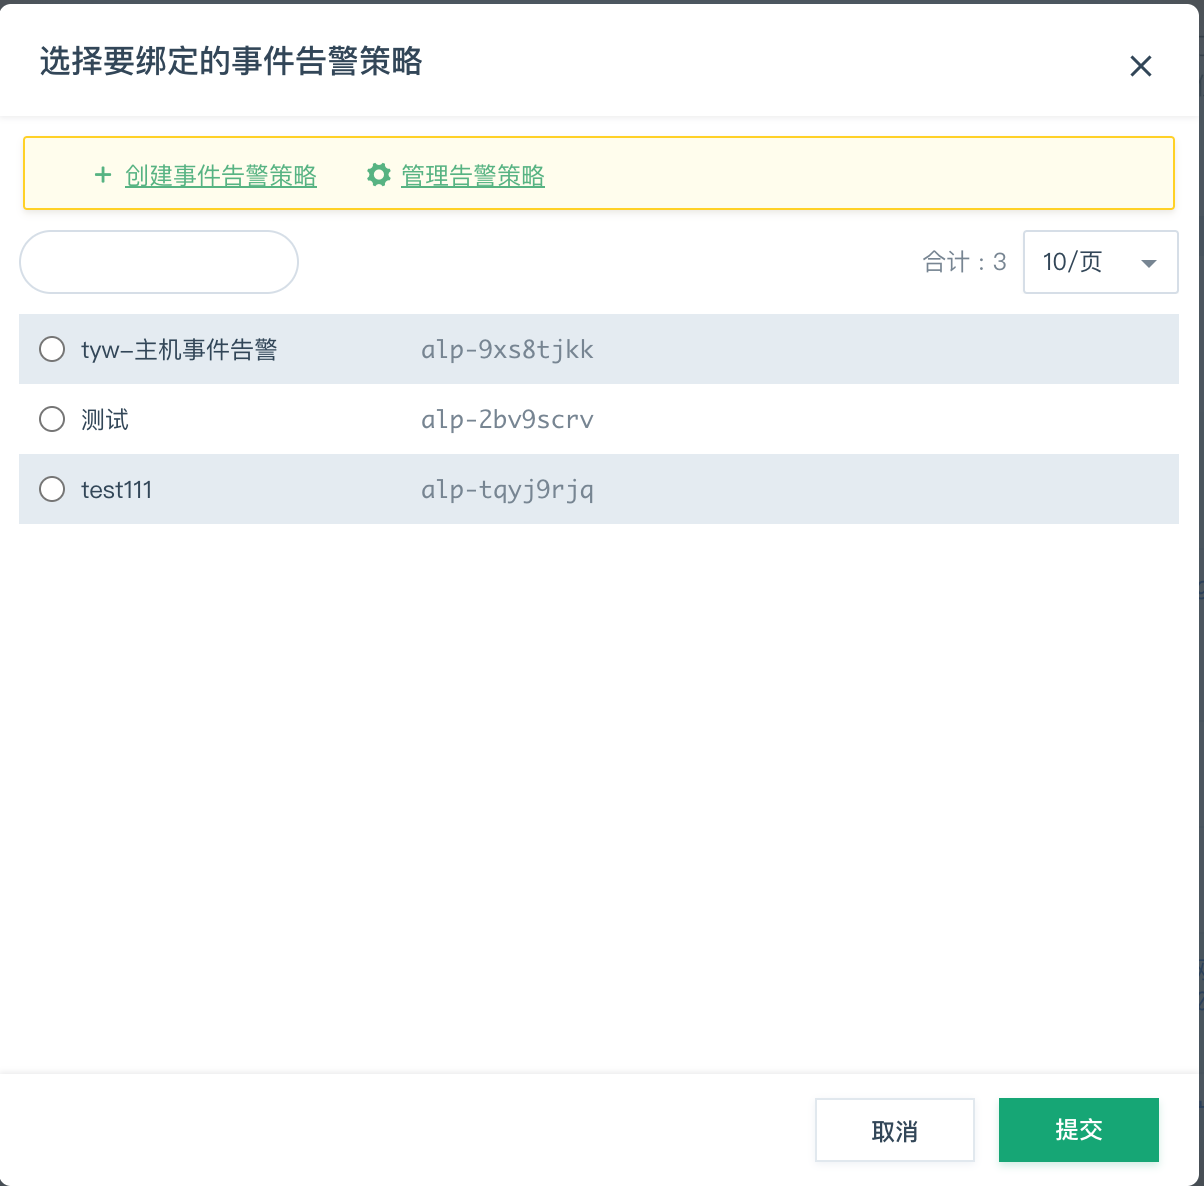 选择要绑定的事件告警策略
+ 创建事件告警策略 管理告警策略
合计：3 10/页
tyw-主机事件告警 alp-9xs8tjkk
测试 alp-2bv9scrv
test111 alp-tqyj9rjq
取消 提交